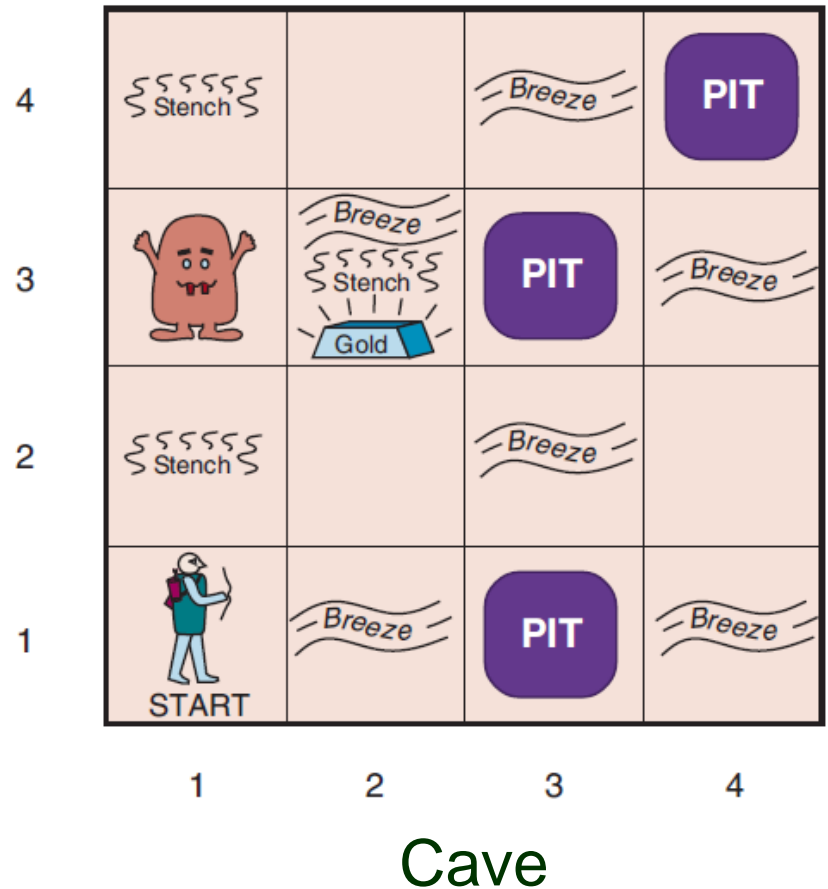 4
Stench
Breeze
PIT
3
Breeze
Stench
Gold
PIT
Breeze
2
Stench
Breeze
1
START
Breeze
PIT
Breeze
1 2 3 4
Cave